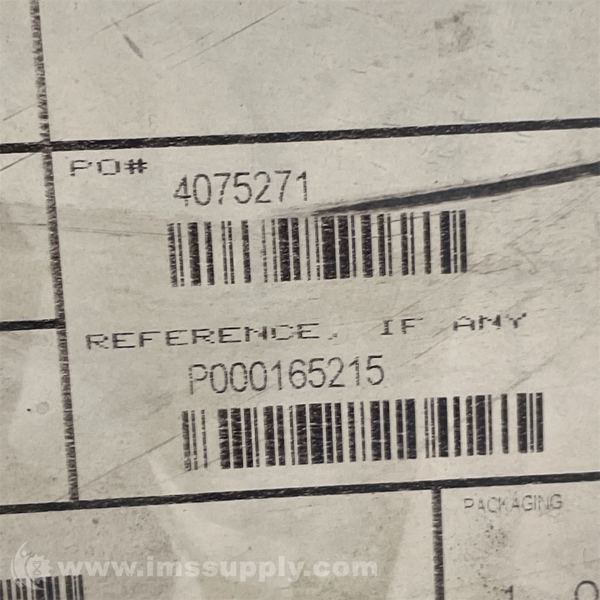 PO#
4075271
REFERENCE, IF ANY
P000165215
PACKAGING
www.imssupply.com